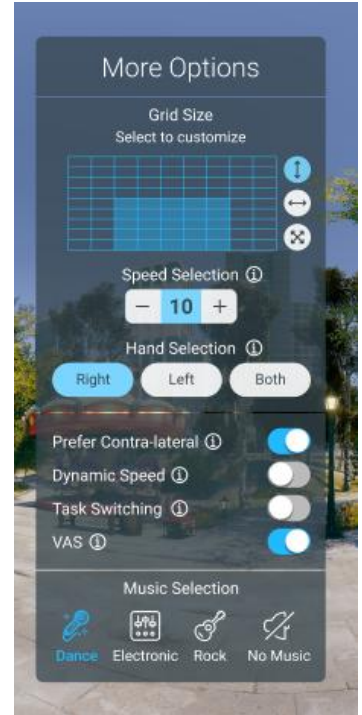 More Options
Grid Size
Select to customize
Speed Selection
− 10 +
Hand Selection
Right Left Both
Prefer Contra-lateral
Dynamic Speed
Task Switching
VAS
Music Selection
Dance Electronic Rock No Music